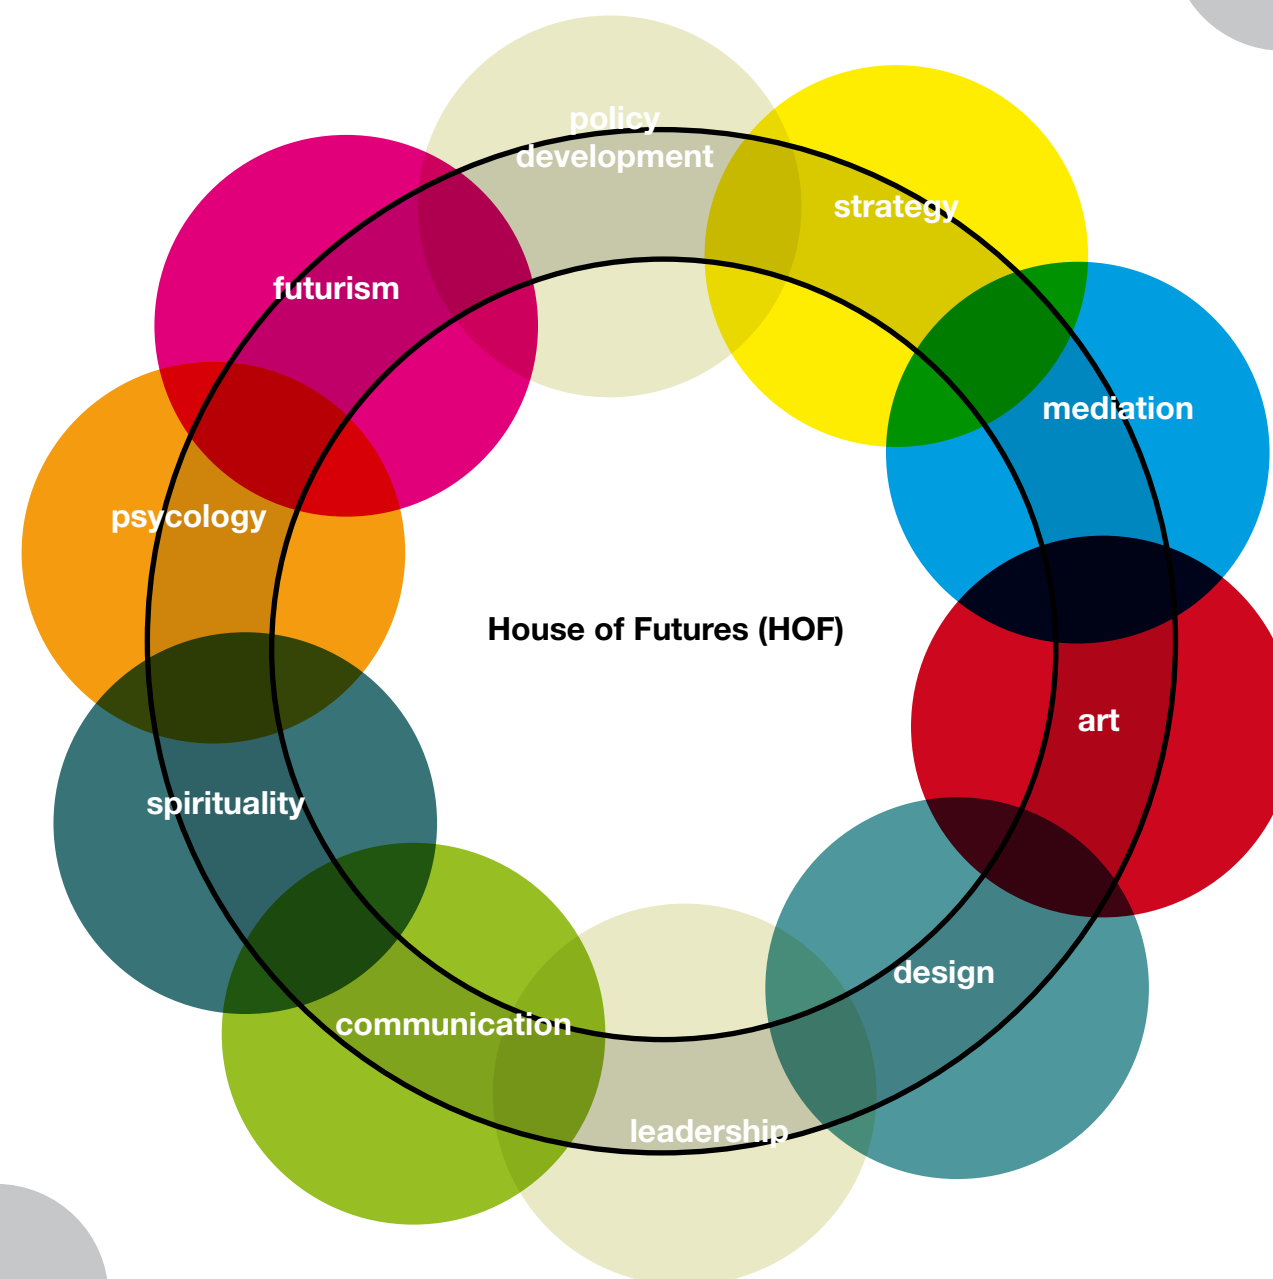 policy
development
strategy
futurism
mediation
psycology
House of Futures (HOF)
art
spirituality
design
communication
leadership